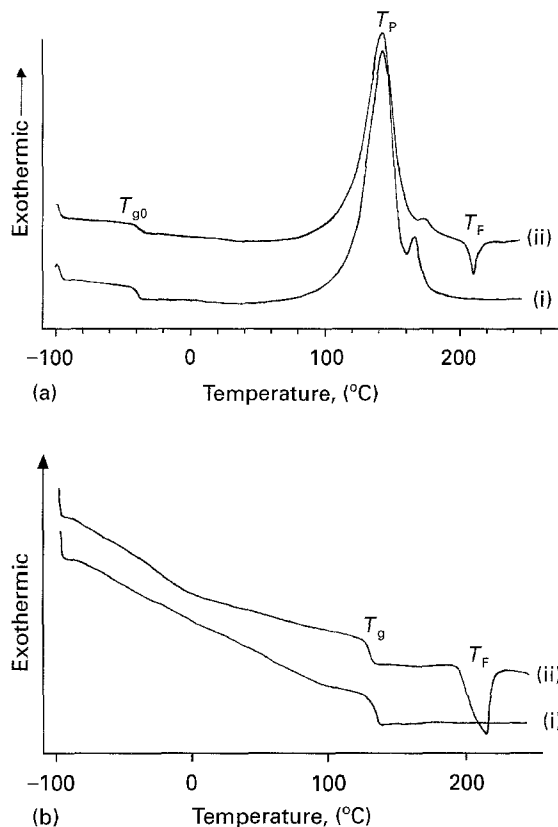 T_P
Exothermic
T_g0
T_F
(ii)
(i)
−100 0 100 200
(a) Temperature, (°C)
Exothermic
T_g
T_F
(ii)
(i)
−100 0 100 200
(b) Temperature, (°C)